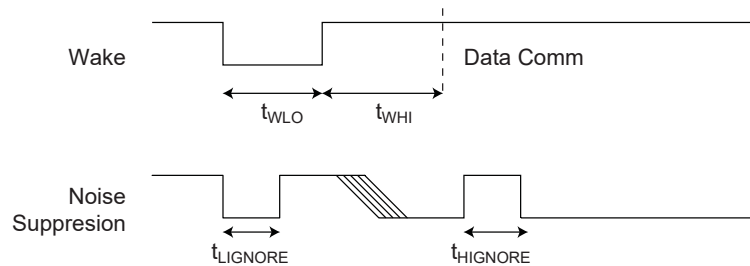 Wake
Data Comm
tWLO
tWHI
Noise
Suppresion
tLIGNORE
tHIGNORE